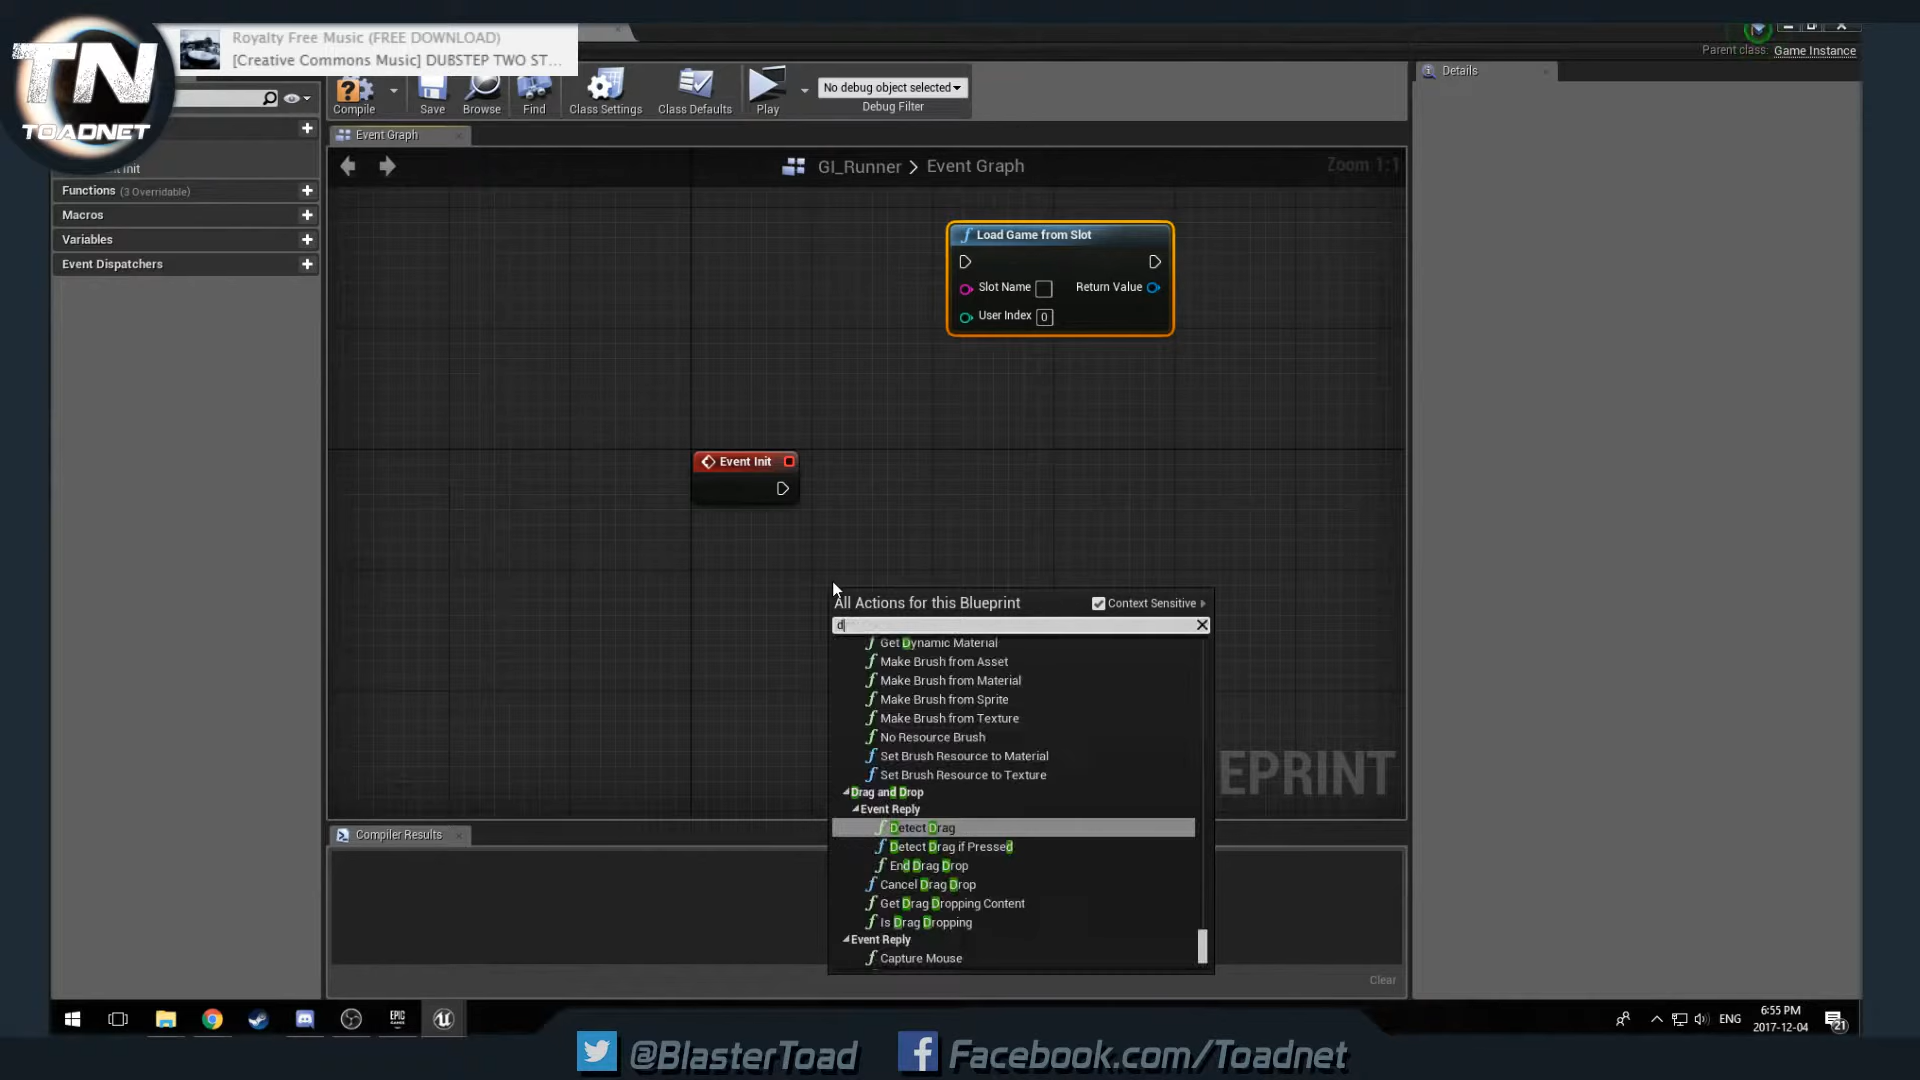 TN
TOADNET
Royalty Free Music (FREE DOWNLOAD)
[Creative Commons Music] DUBSTEP TWO ST...
Parent class: Game Instance
Compile
Save
Browse
Find
Class Settings
Class Defaults
Play
No debug object selected
Debug Filter
Details
Event Graph
GI_Runner > Event Graph
Zoom 1:1
Init
Functions (3 Overridable)
Macros
Variables
Event Dispatchers
Load Game from Slot
Slot Name
Return Value
User Index 0
Event Init
All Actions for this Blueprint
Context Sensitive
d
Get Dynamic Material
Make Brush from Asset
Make Brush from Material
Make Brush from Sprite
Make Brush from Texture
No Resource Brush
Set Brush Resource to Material
Set Brush Resource to Texture
Drag and Drop
Event Reply
Detect Drag
Detect Drag if Pressed
End Drag Drop
Cancel Drag Drop
Get Drag Dropping Content
Is Drag Dropping
Event Reply
Capture Mouse
EPRINT
Compiler Results
Clear
EPIC GAMES
ENG
6:55 PM
2017-12-04
21
@BlasterToad
Facebook.com/Toadnet